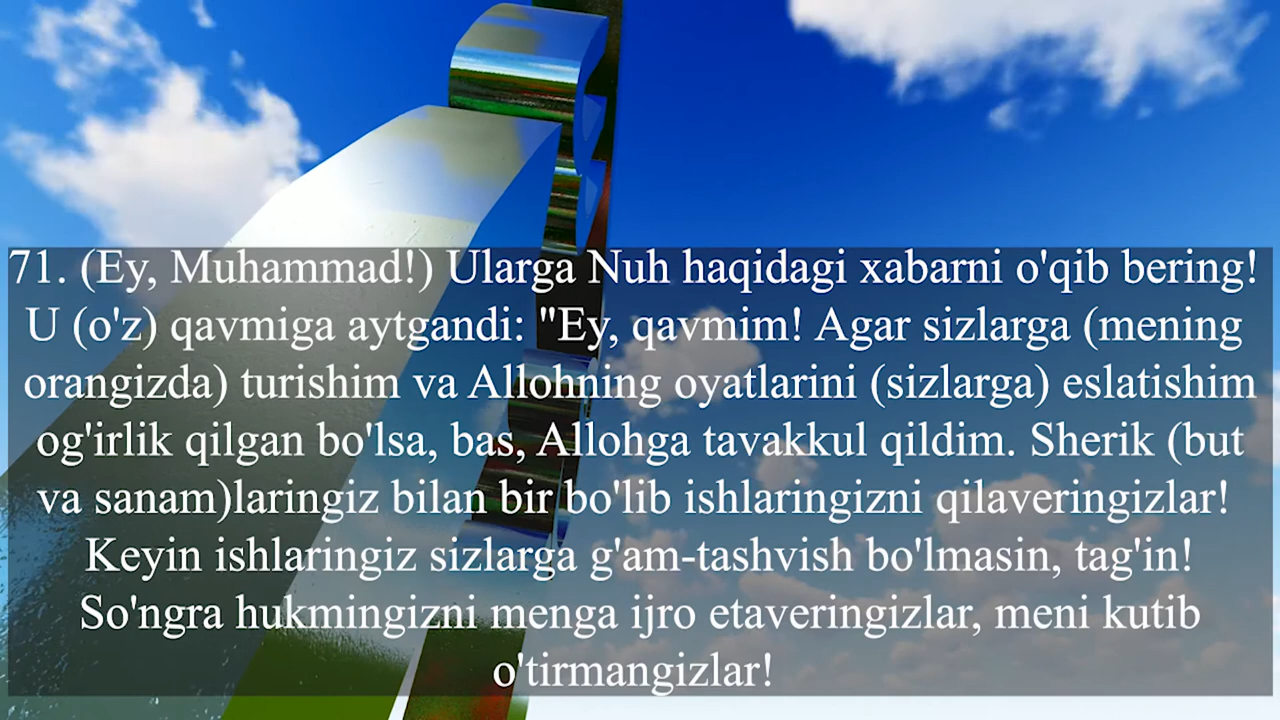 71. (Ey, Muhammad!) Ularga Nuh haqidagi xabarni o'qib bering!
U (o'z) qavmiga aytgandi: "Ey, qavmim! Agar sizlarga (mening
orangizda) turishim va Allohning oyatlarini (sizlarga) eslatishim
og'irlik qilgan bo'lsa, bas, Allohga tavakkul qildim. Sherik (but
va sanam)laringiz bilan bir bo'lib ishlaringizni qilaveringizlar!
Keyin ishlaringiz sizlarga g'am-tashvish bo'lmasin, tag'in!
So'ngra hukmingizni menga ijro etaveringizlar, meni kutib
o'tirmangizlar!